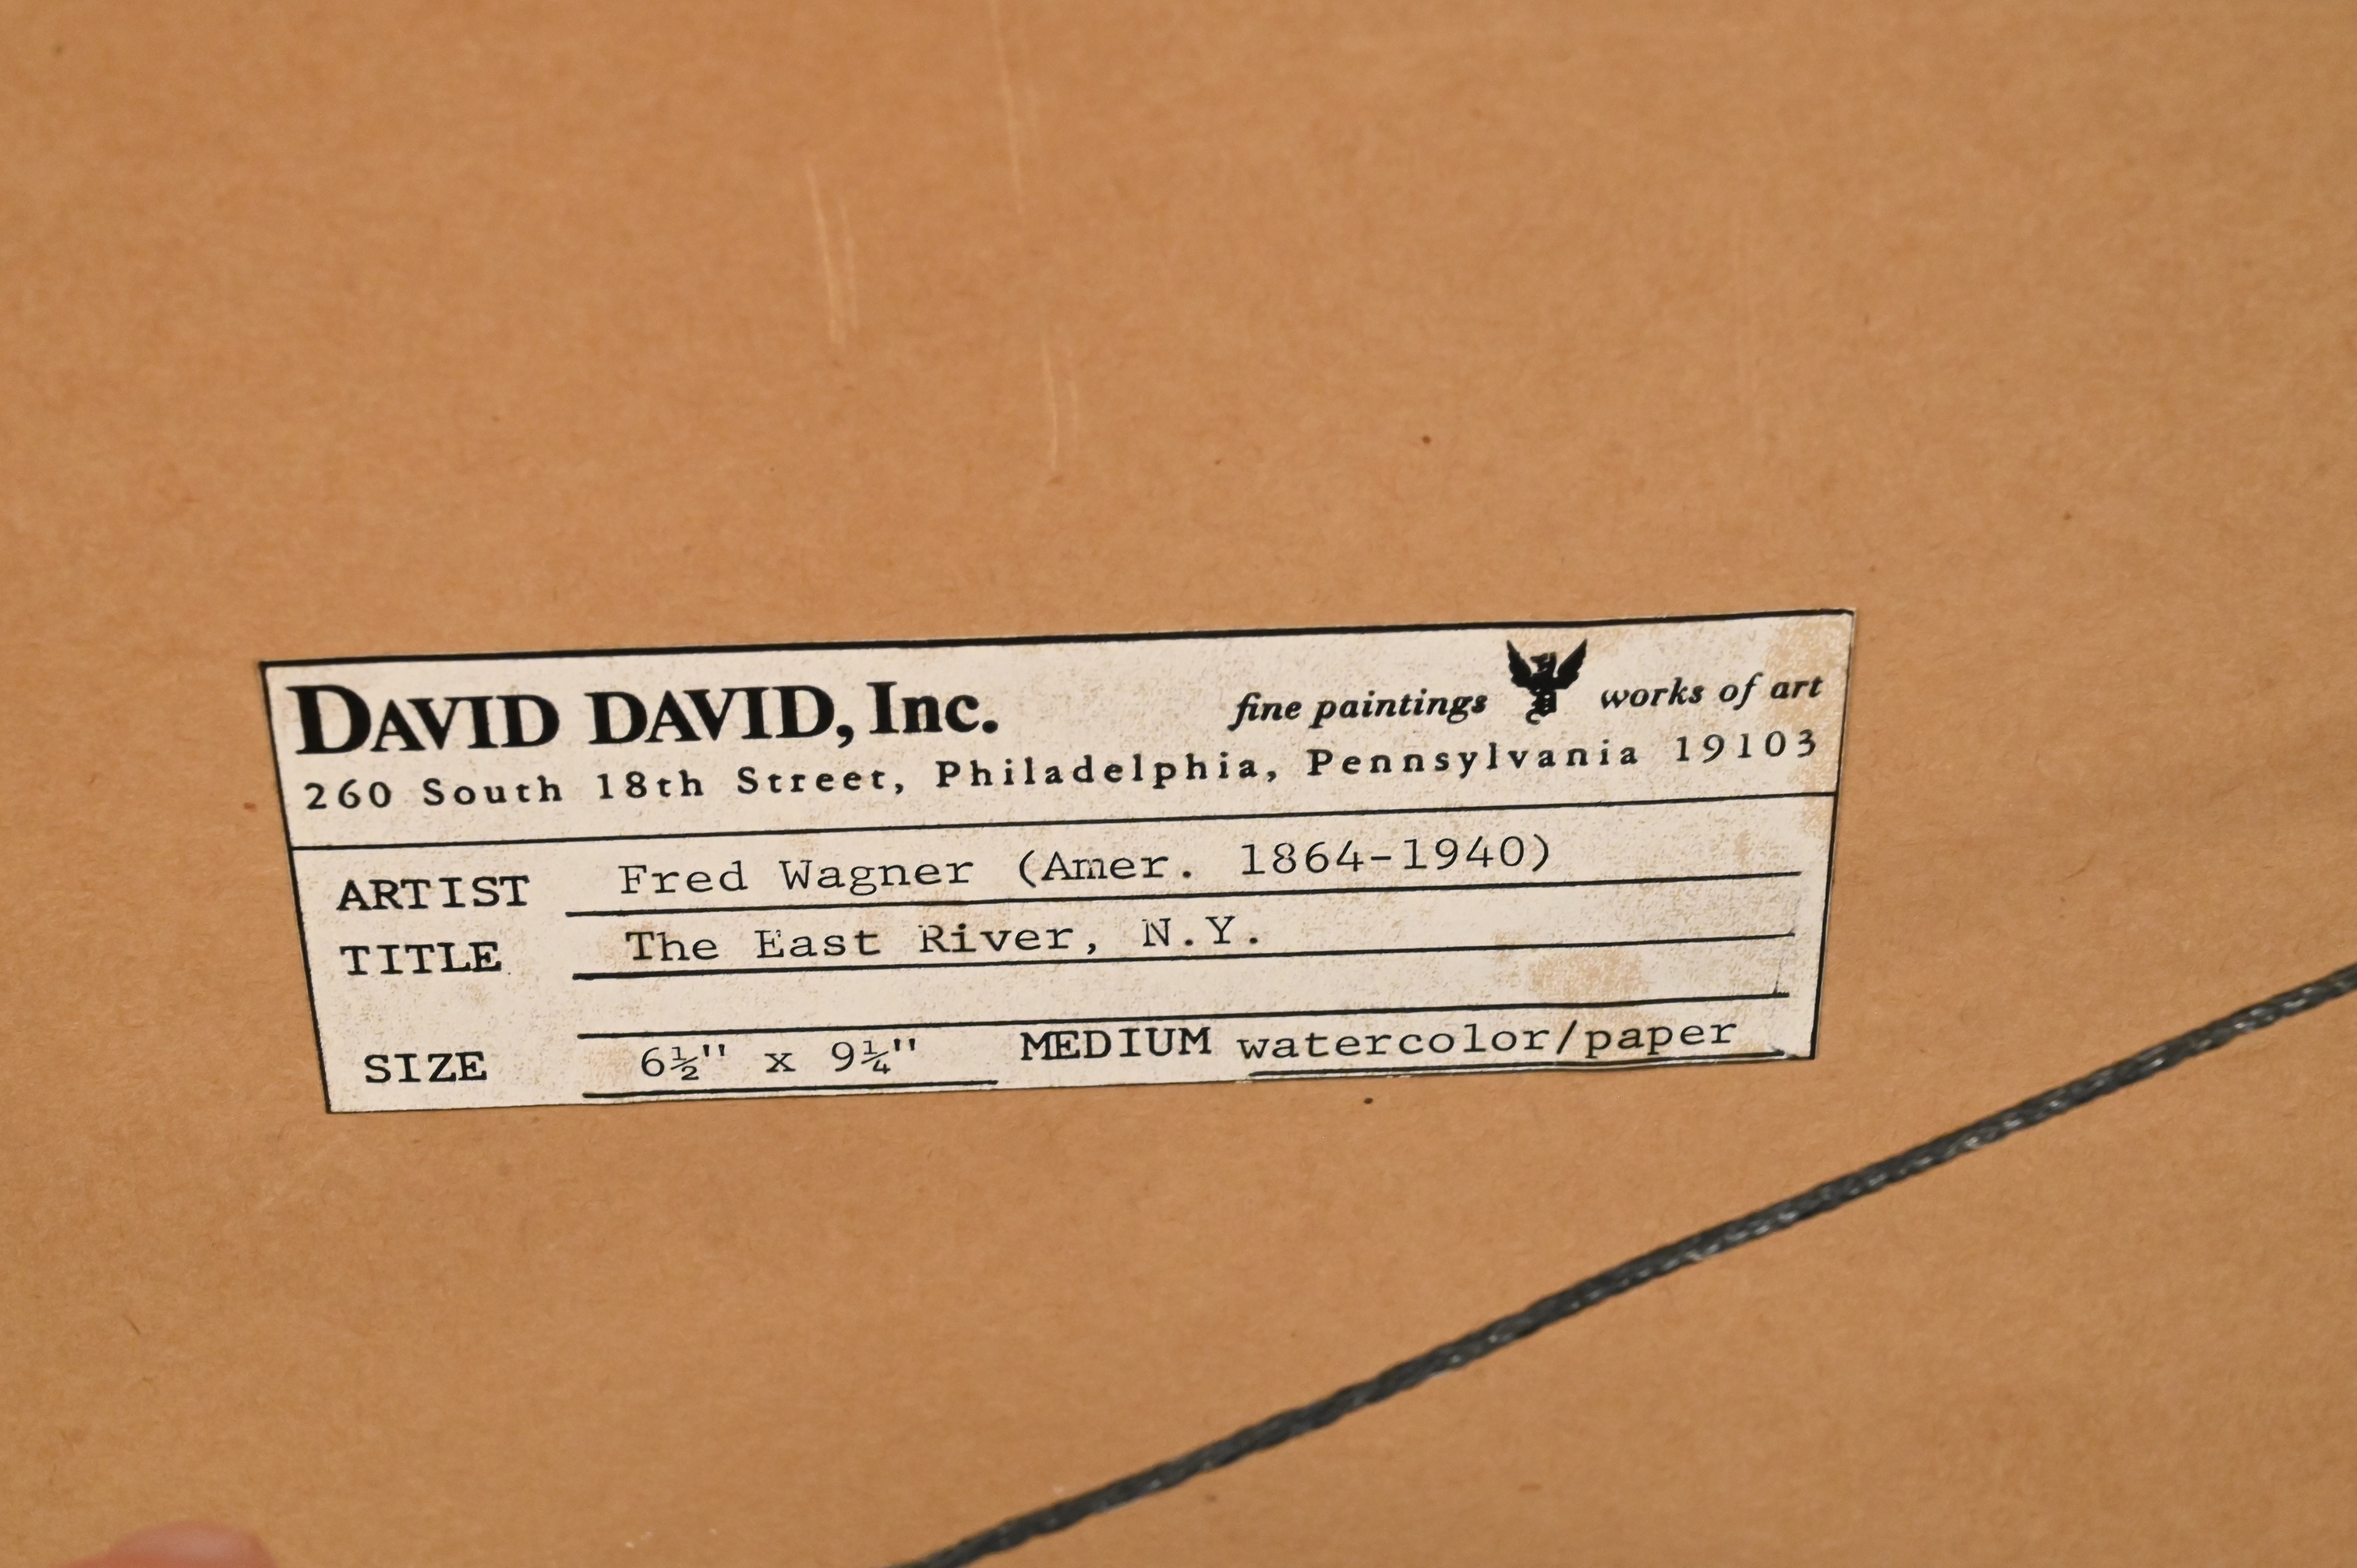 DAVID DAVID, Inc.
fine paintings works of art
260 South 18th Street, Philadelphia, Pennsylvania 19103
ARTIST Fred Wagner (Amer. 1864-1940)
TITLE The East River, N.Y.
SIZE 6½" x 9¼" MEDIUM watercolor/paper